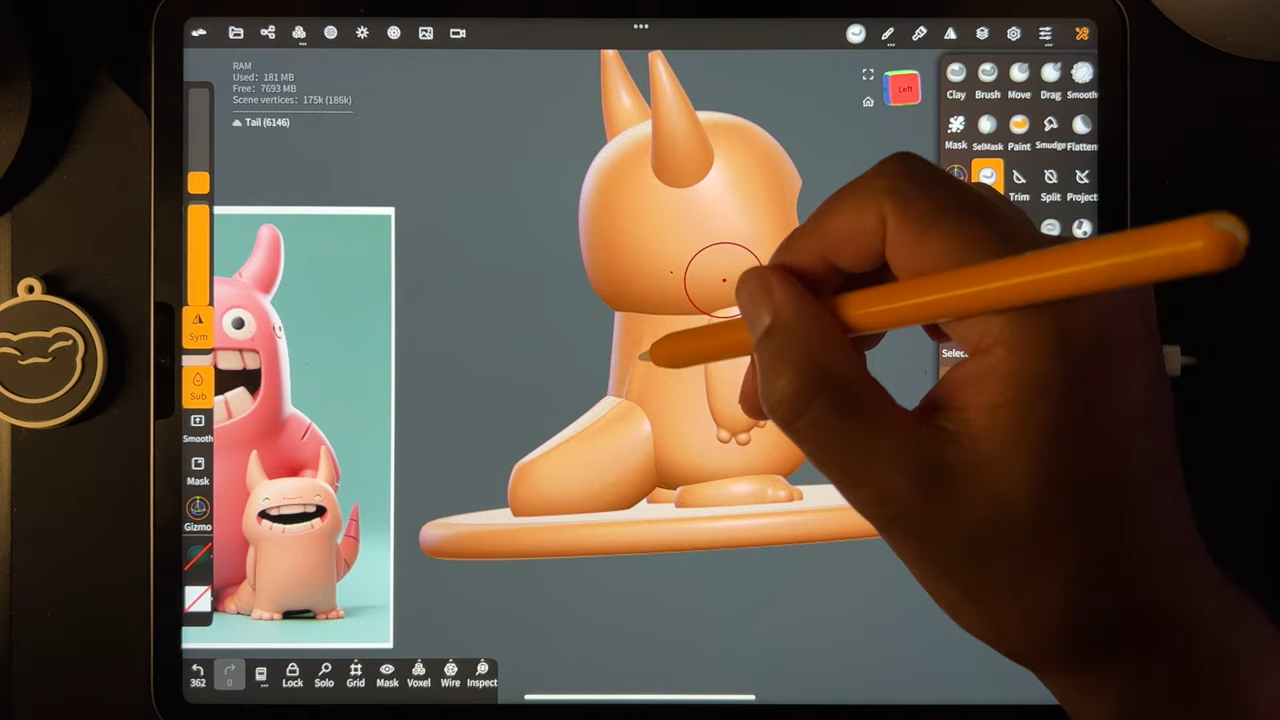 RAM
Used: 181 MB
Free: 7693 MB
Scene vertices: 175k (186k)
Tail (6146)
Left
Clay Brush Move Drag Smooth
Mask SelMask Paint Smudge Flatten
Trim Split Project
Sym
Sub
Smooth
Mask
Gizmo
362 0 Lock Solo Grid Mask Voxel Wire Inspect